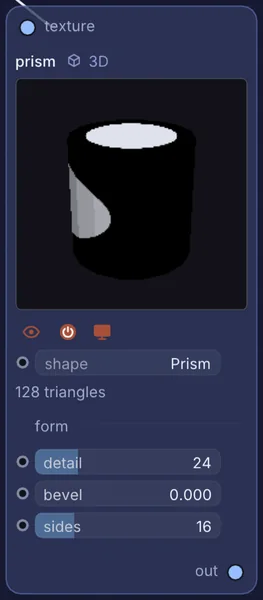 texture
prism 3D
shape Prism
128 triangles
form
detail 24
bevel 0.000
sides 16
out